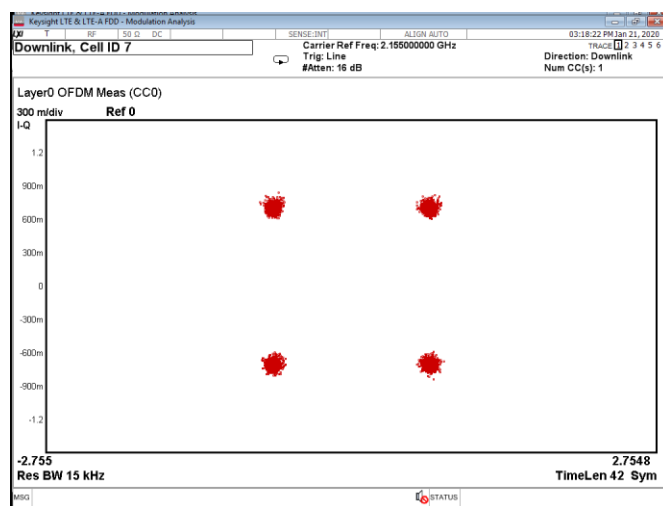 Keysight LTE & LTE-A FDD - Modulation Analysis
LXI T RF 50 Ω DC SENSE:INT ALIGN AUTO 03:18:22 PM Jan 21, 2020
Downlink, Cell ID 7
Carrier Ref Freq: 2.155000000 GHz
Trig: Line
#Atten: 16 dB
TRACE 1 2 3 4 5 6
Direction: Downlink
Num CC(s): 1
Layer0 OFDM Meas (CC0)
300 m/div Ref 0
I-Q
1.2
900m
600m
300m
0
-300m
-600m
-900m
-1.2
-2.755 2.7548
Res BW 15 kHz TimeLen 42 Sym
MSG STATUS